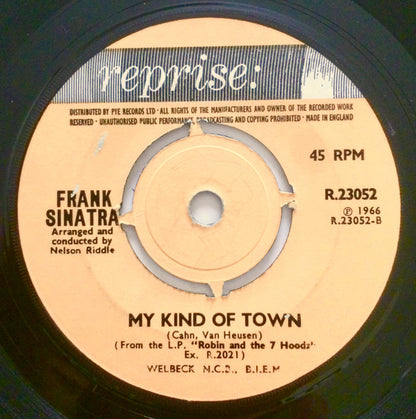 reprise:
DISTRIBUTED BY PYE RECORDS LTD · ALL RIGHTS OF THE MANUFACTURERS AND OWNER OF THE RECORDED WORK
RESERVED · UNAUTHORISED PUBLIC PERFORMANCE, BROADCASTING AND COPYING PROHIBITED · MADE IN ENGLAND
45 RPM
FRANK
SINATRA
Arranged and
conducted by
Nelson Riddle
R.23052
Ⓟ 1966
R.23052-B
MY KIND OF TOWN
(Cahn, Van Heusen)
(From the L.P. "Robin and the 7 Hoods"
Ex. R.2021)
WELBECK N.C.B., B.I.E.M